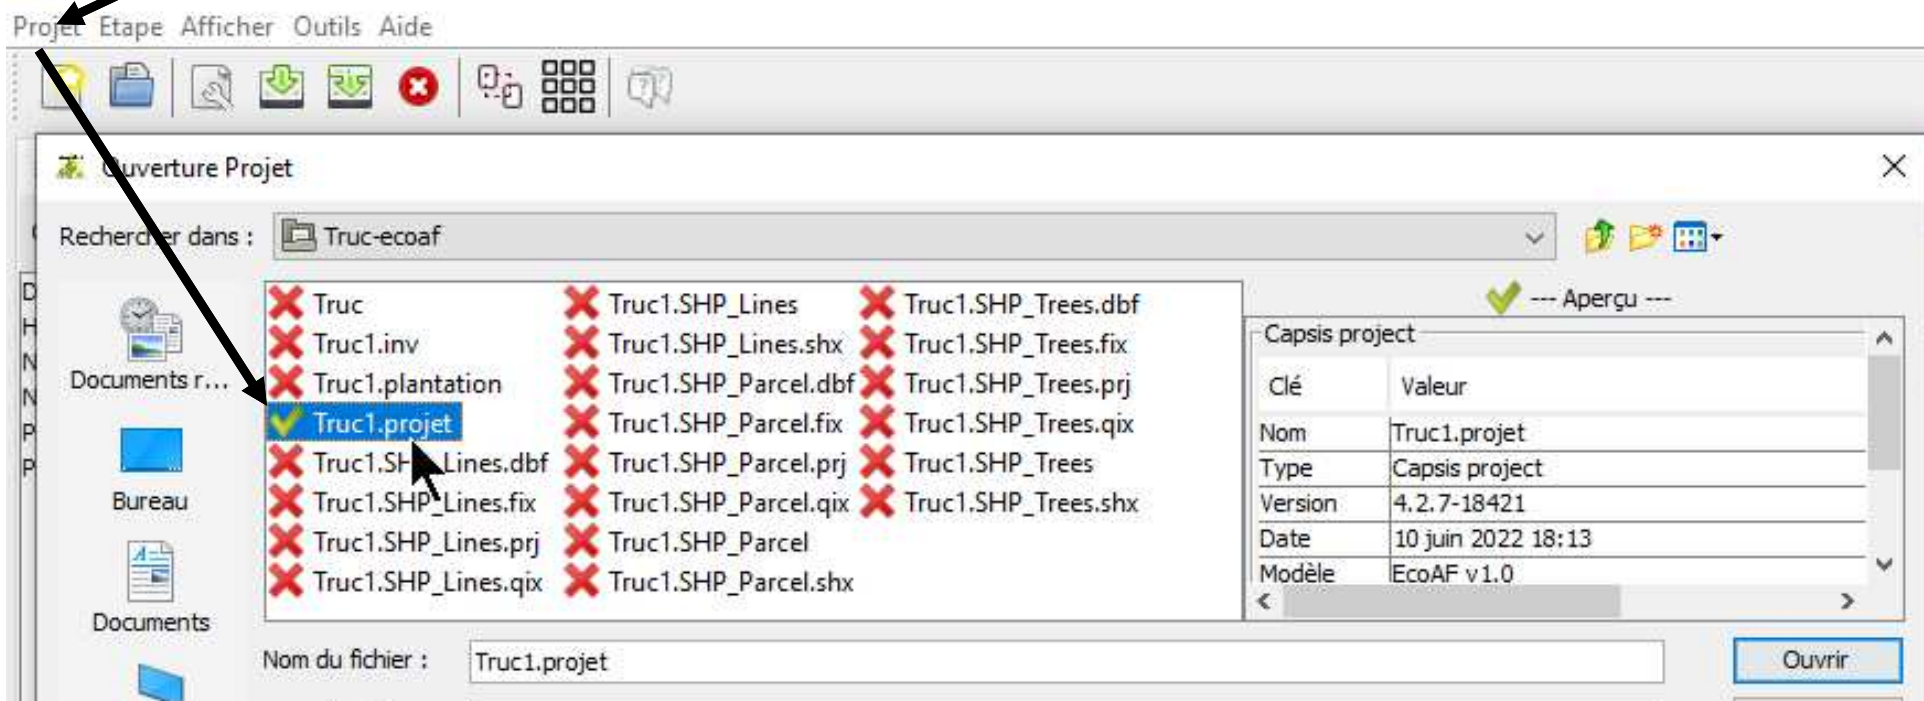 Projet Etape Afficher Outils Aide
Ouverture Projet
Rechercher dans : Truc-ecoaf
Truc Truc1.SHP_Lines Truc1.SHP_Trees.dbf
Truc1.inv Truc1.SHP_Lines.shx Truc1.SHP_Trees.fix
Truc1.plantation Truc1.SHP_Parcel.dbf Truc1.SHP_Trees.prj
Truc1.projet Truc1.SHP_Parcel.fix Truc1.SHP_Trees.qix
Truc1.SHP_Lines.dbf Truc1.SHP_Parcel.prj Truc1.SHP_Trees
Truc1.SHP_Lines.fix Truc1.SHP_Parcel.qix Truc1.SHP_Trees.shx
Truc1.SHP_Lines.prj Truc1.SHP_Parcel
Truc1.SHP_Lines.qix Truc1.SHP_Parcel.shx
Documents r...
Bureau
Documents
--- Aperçu ---
Capsis project
Clé Valeur
Nom Truc1.projet
Type Capsis project
Version 4.2.7-18421
Date 10 juin 2022 18:13
Modèle EcoAF v1.0
Nom du fichier : Truc1.projet
Ouvrir